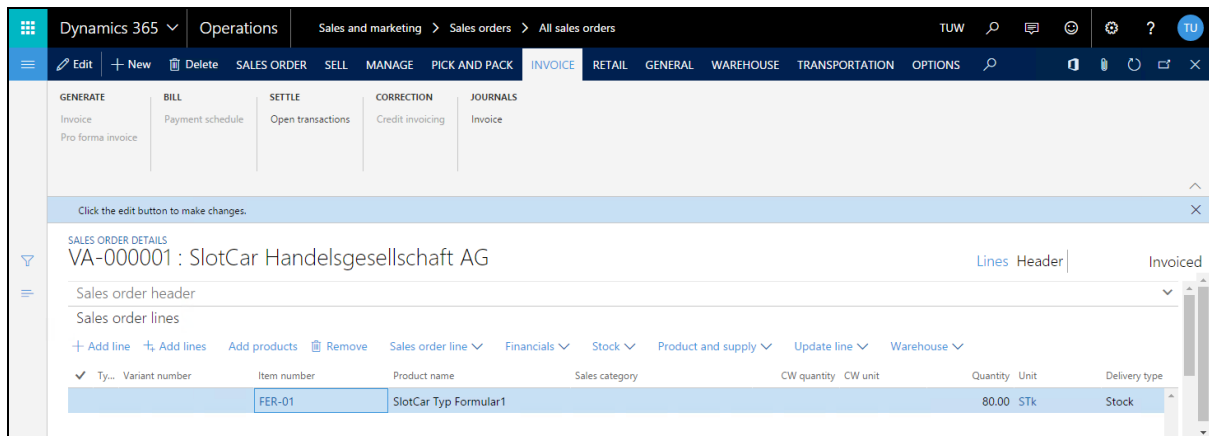 Dynamics 365 Operations Sales and marketing > Sales orders > All sales orders TUW ? TU
Edit + New Delete SALES ORDER SELL MANAGE PICK AND PACK INVOICE RETAIL GENERAL WAREHOUSE TRANSPORTATION OPTIONS
GENERATE BILL SETTLE CORRECTION JOURNALS
Invoice Payment schedule Open transactions Credit invoicing Invoice
Pro forma invoice
Click the edit button to make changes.
SALES ORDER DETAILS
VA-000001 : SlotCar Handelsgesellschaft AG Lines Header Invoiced
Sales order header
Sales order lines
+ Add line Add lines Add products Remove Sales order line Financials Stock Product and supply Update line Warehouse
Ty... Variant number Item number Product name Sales category CW quantity CW unit Quantity Unit Delivery type
FER-01 SlotCar Typ Formular1 80.00 STk Stock